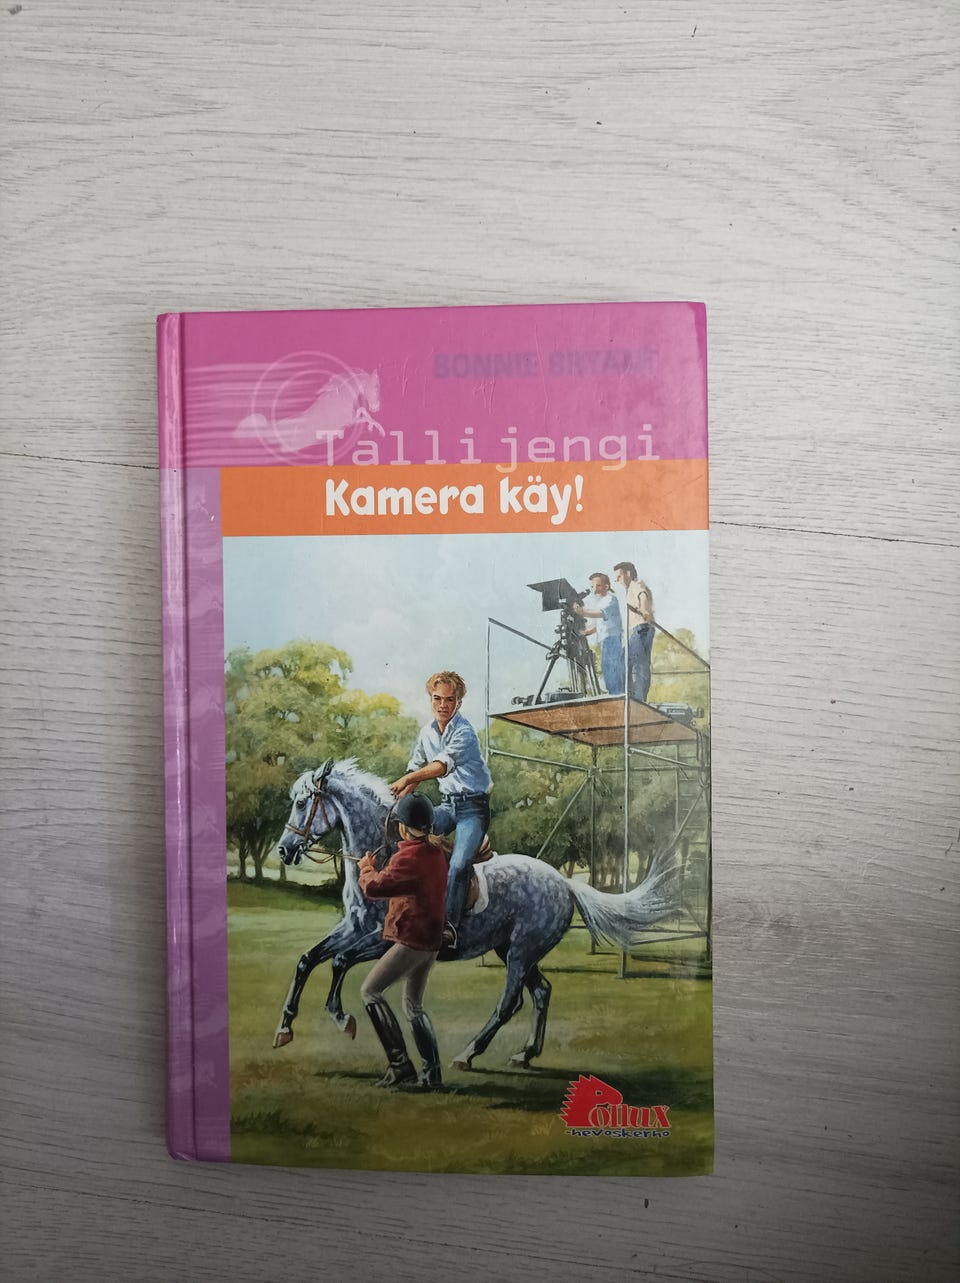 BONNIE BRYANT
Tallijengi
Kamera käy!
Pollux
-hevoskerho